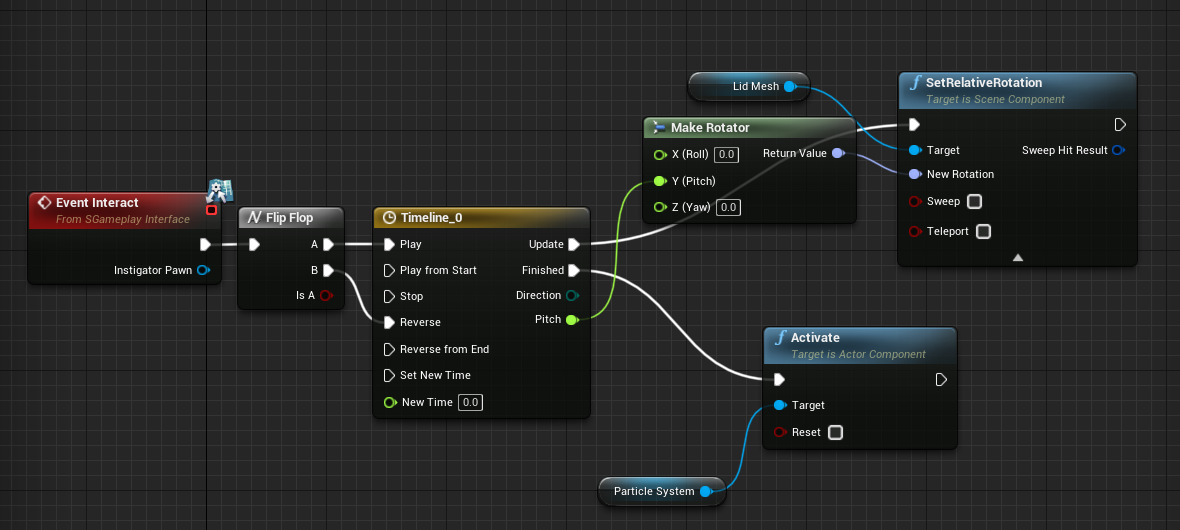 Event Interact
From SGameplay Interface
Instigator Pawn
Flip Flop
A
B
Is A
Timeline_0
Play
Play from Start
Stop
Reverse
Reverse from End
Set New Time
New Time 0.0
Update
Finished
Direction
Pitch
Lid Mesh
Make Rotator
X (Roll) 0.0
Y (Pitch)
Z (Yaw) 0.0
Return Value
SetRelativeRotation
Target is Scene Component
Target
New Rotation
Sweep
Teleport
Sweep Hit Result
Activate
Target is Actor Component
Target
Reset
Particle System